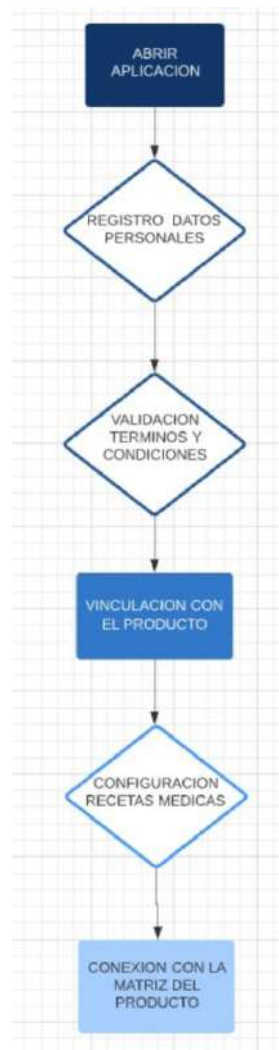 ABRIR
APLICACION
REGISTRO DATOS
PERSONALES
VALIDACION
TERMINOS Y
CONDICIONES
VINCULACION CON
EL PRODUCTO
CONFIGURACION
RECETAS MEDICAS
CONEXION CON LA
MATRIZ DEL
PRODUCTO